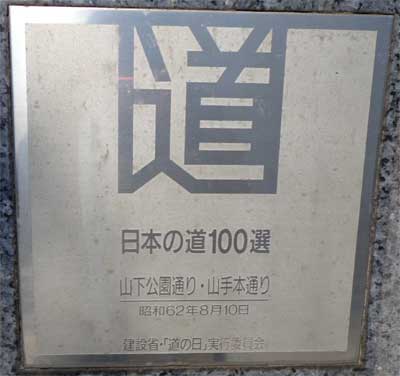 道
日本の道100選
山下公園通り・山手本通り
昭和62年8月10日
建設省・「道の日」実行委員会